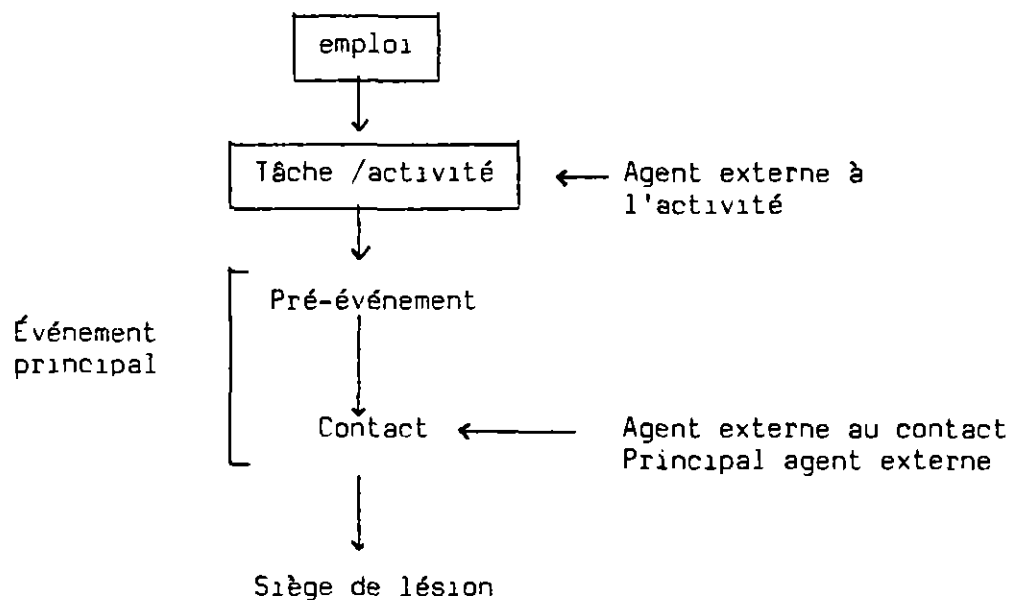 emploi
Tâche /activité
Agent externe à
l'activité
Pré-événement
Événement
principal
Contact
Agent externe au contact
Principal agent externe
Siège de lésion